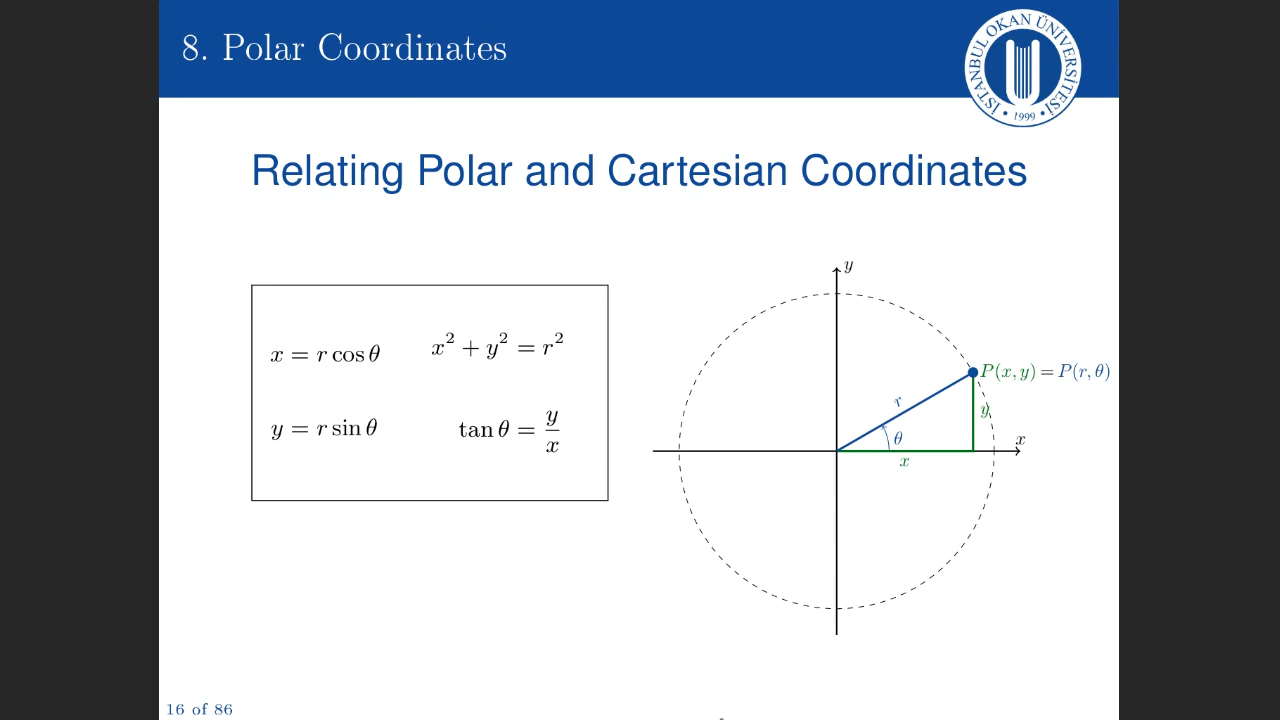 8. Polar Coordinates
İSTANBUL OKAN ÜNİVERSİTESİ
• 1999 •
Relating Polar and Cartesian Coordinates
x = r cos θ
x² + y² = r²
y = r sin θ
tan θ = y/x
y
P(x, y) = P(r, θ)
r
y
θ
x
x
16 of 86